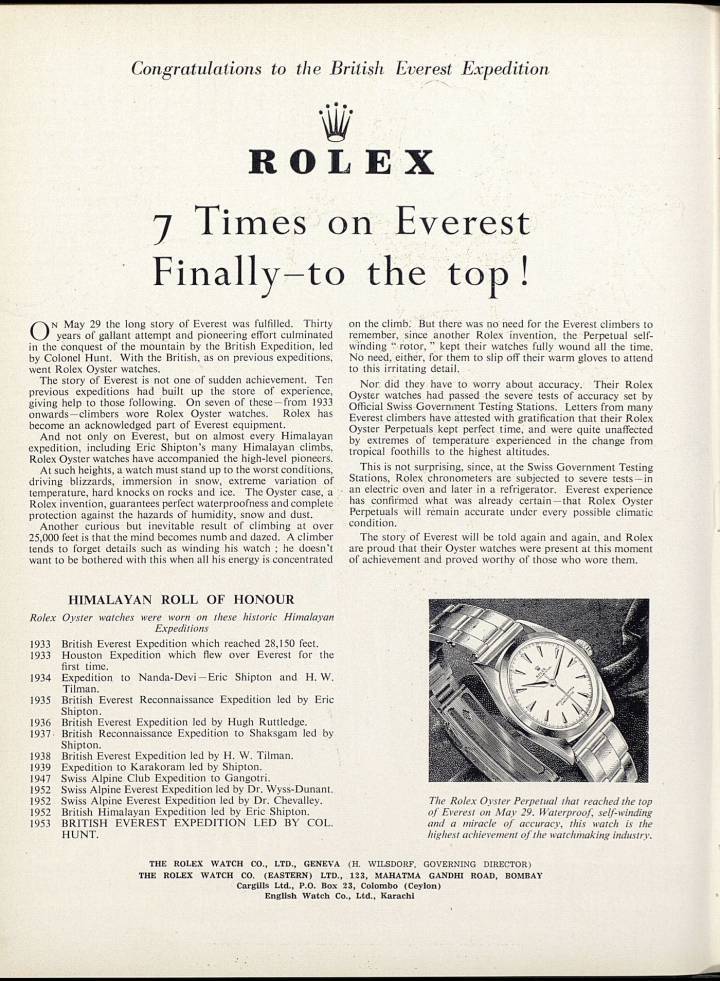 Congratulations to the British Everest Expedition
ROLEX
7 Times on Everest
Finally–to the top!
ON May 29 the long story of Everest was fulfilled. Thirty
years of gallant attempt and pioneering effort culminated
in the conquest of the mountain by the British Expedition, led
by Colonel Hunt. With the British, as on previous expeditions,
went Rolex Oyster watches.
The story of Everest is not one of sudden achievement. Ten
previous expeditions had built up the store of experience,
giving help to those following. On seven of these—from 1933
onwards—climbers wore Rolex Oyster watches. Rolex has
become an acknowledged part of Everest equipment.
And not only on Everest, but on almost every Himalayan
expedition, including Eric Shipton's many Himalayan climbs,
Rolex Oyster watches have accompanied the high-level pioneers.
At such heights, a watch must stand up to the worst conditions,
driving blizzards, immersion in snow, extreme variation of
temperature, hard knocks on rocks and ice. The Oyster case, a
Rolex invention, guarantees perfect waterproofness and complete
protection against the hazards of humidity, snow and dust.
Another curious but inevitable result of climbing at over
25,000 feet is that the mind becomes numb and dazed. A climber
tends to forget details such as winding his watch ; he doesn't
want to be bothered with this when all his energy is concentrated
on the climb. But there was no need for the Everest climbers to
remember, since another Rolex invention, the Perpetual self-
winding " rotor, " kept their watches fully wound all the time.
No need, either, for them to slip off their warm gloves to attend
to this irritating detail.
Nor did they have to worry about accuracy. Their Rolex
Oyster watches had passed the severe tests of accuracy set by
Official Swiss Government Testing Stations. Letters from many
Everest climbers have attested with gratification that their Rolex
Oyster Perpetuals kept perfect time, and were quite unaffected
by extremes of temperature experienced in the change from
tropical foothills to the highest altitudes.
This is not surprising, since, at the Swiss Government Testing
Stations, Rolex chronometers are subjected to severe tests—in
an electric oven and later in a refrigerator. Everest experience
has confirmed what was already certain—that Rolex Oyster
Perpetuals will remain accurate under every possible climatic
condition.
The story of Everest will be told again and again, and Rolex
are proud that their Oyster watches were present at this moment
of achievement and proved worthy of those who wore them.
HIMALAYAN ROLL OF HONOUR
Rolex Oyster watches were worn on these historic Himalayan
Expeditions
1933 British Everest Expedition which reached 28,150 feet.
1933 Houston Expedition which flew over Everest for the
first time.
1934 Expedition to Nanda-Devi—Eric Shipton and H. W.
Tilman.
1935 British Everest Reconnaissance Expedition led by Eric
Shipton.
1936 British Everest Expedition led by Hugh Ruttledge.
1937 British Reconnaissance Expedition to Shaksgam led by
Shipton.
1938 British Everest Expedition led by H. W. Tilman.
1939 Expedition to Karakoram led by Shipton.
1947 Swiss Alpine Club Expedition to Gangotri.
1952 Swiss Alpine Everest Expedition led by Dr. Wyss-Dunant.
1952 Swiss Alpine Everest Expedition led by Dr. Chevalley.
1952 British Himalayan Expedition led by Eric Shipton.
1953 BRITISH EVEREST EXPEDITION LED BY COL.
HUNT.
ROLEX
The Rolex Oyster Perpetual that reached the top
of Everest on May 29. Waterproof, self-winding
and a miracle of accuracy, this watch is the
highest achievement of the watchmaking industry.
THE ROLEX WATCH CO., LTD., GENEVA (H. WILSDORF, GOVERNING DIRECTOR)
THE ROLEX WATCH CO. (EASTERN) LTD., 123, MAHATMA GANDHI ROAD, BOMBAY
Cargills Ltd., P.O. Box 23, Colombo (Ceylon)
English Watch Co., Ltd., Karachi